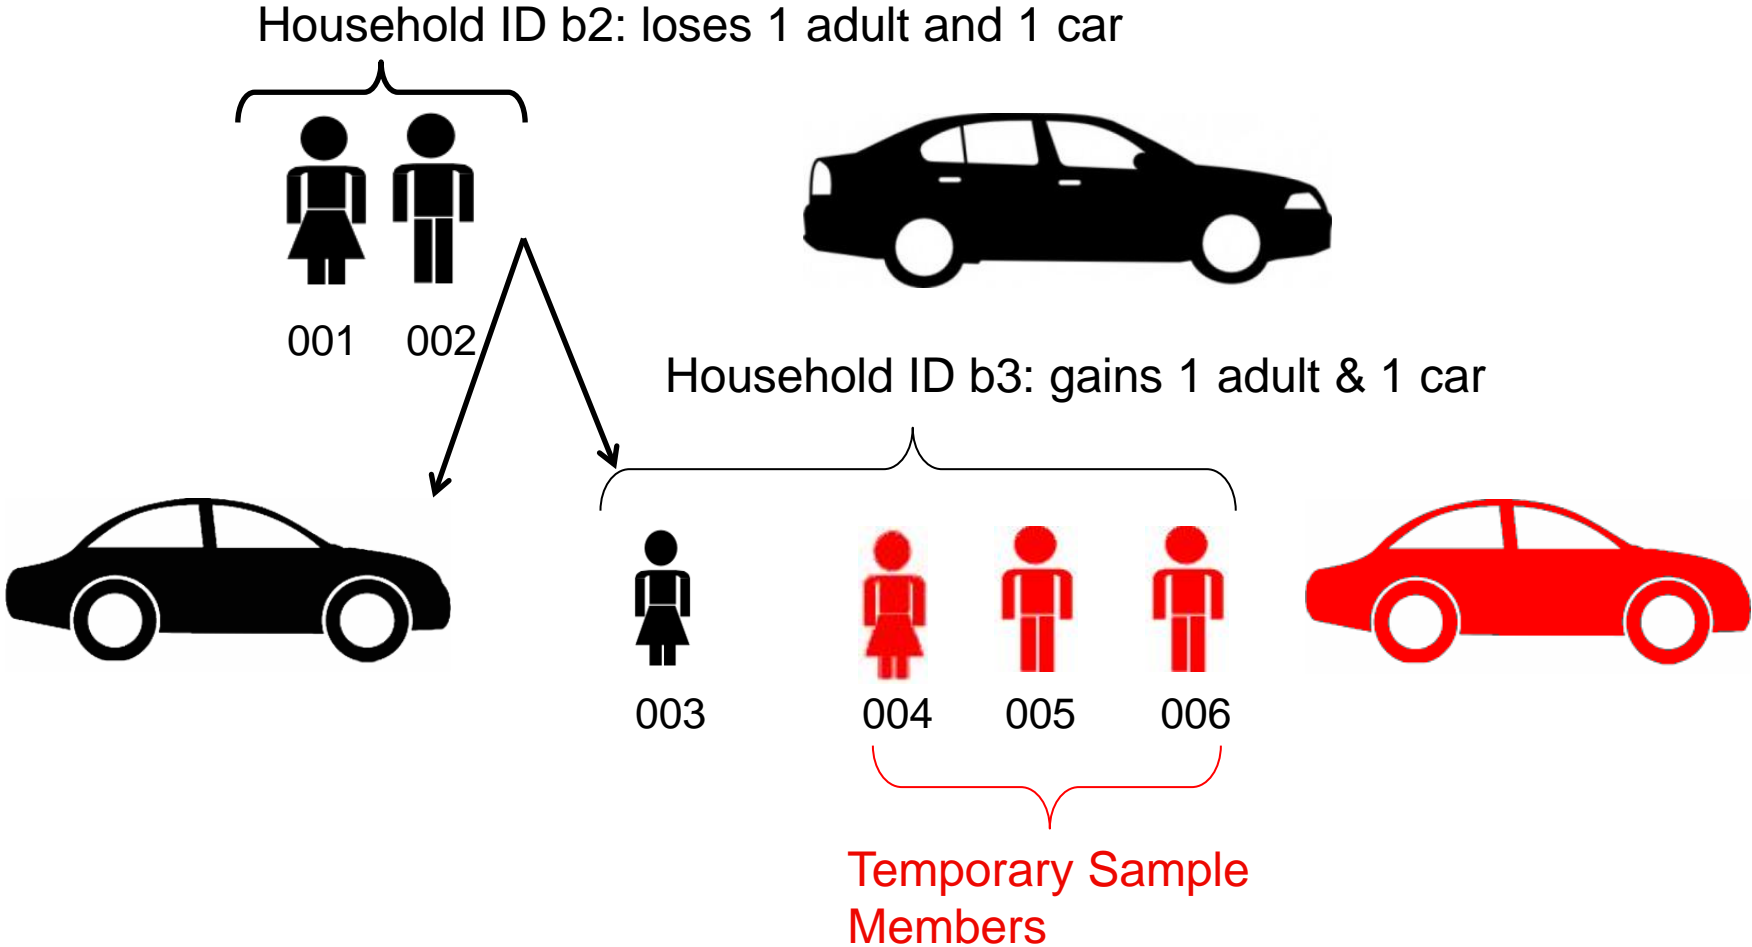 Household ID b2: loses 1 adult and 1 car
001 002
Household ID b3: gains 1 adult & 1 car
003 004 005 006
Temporary Sample
Members